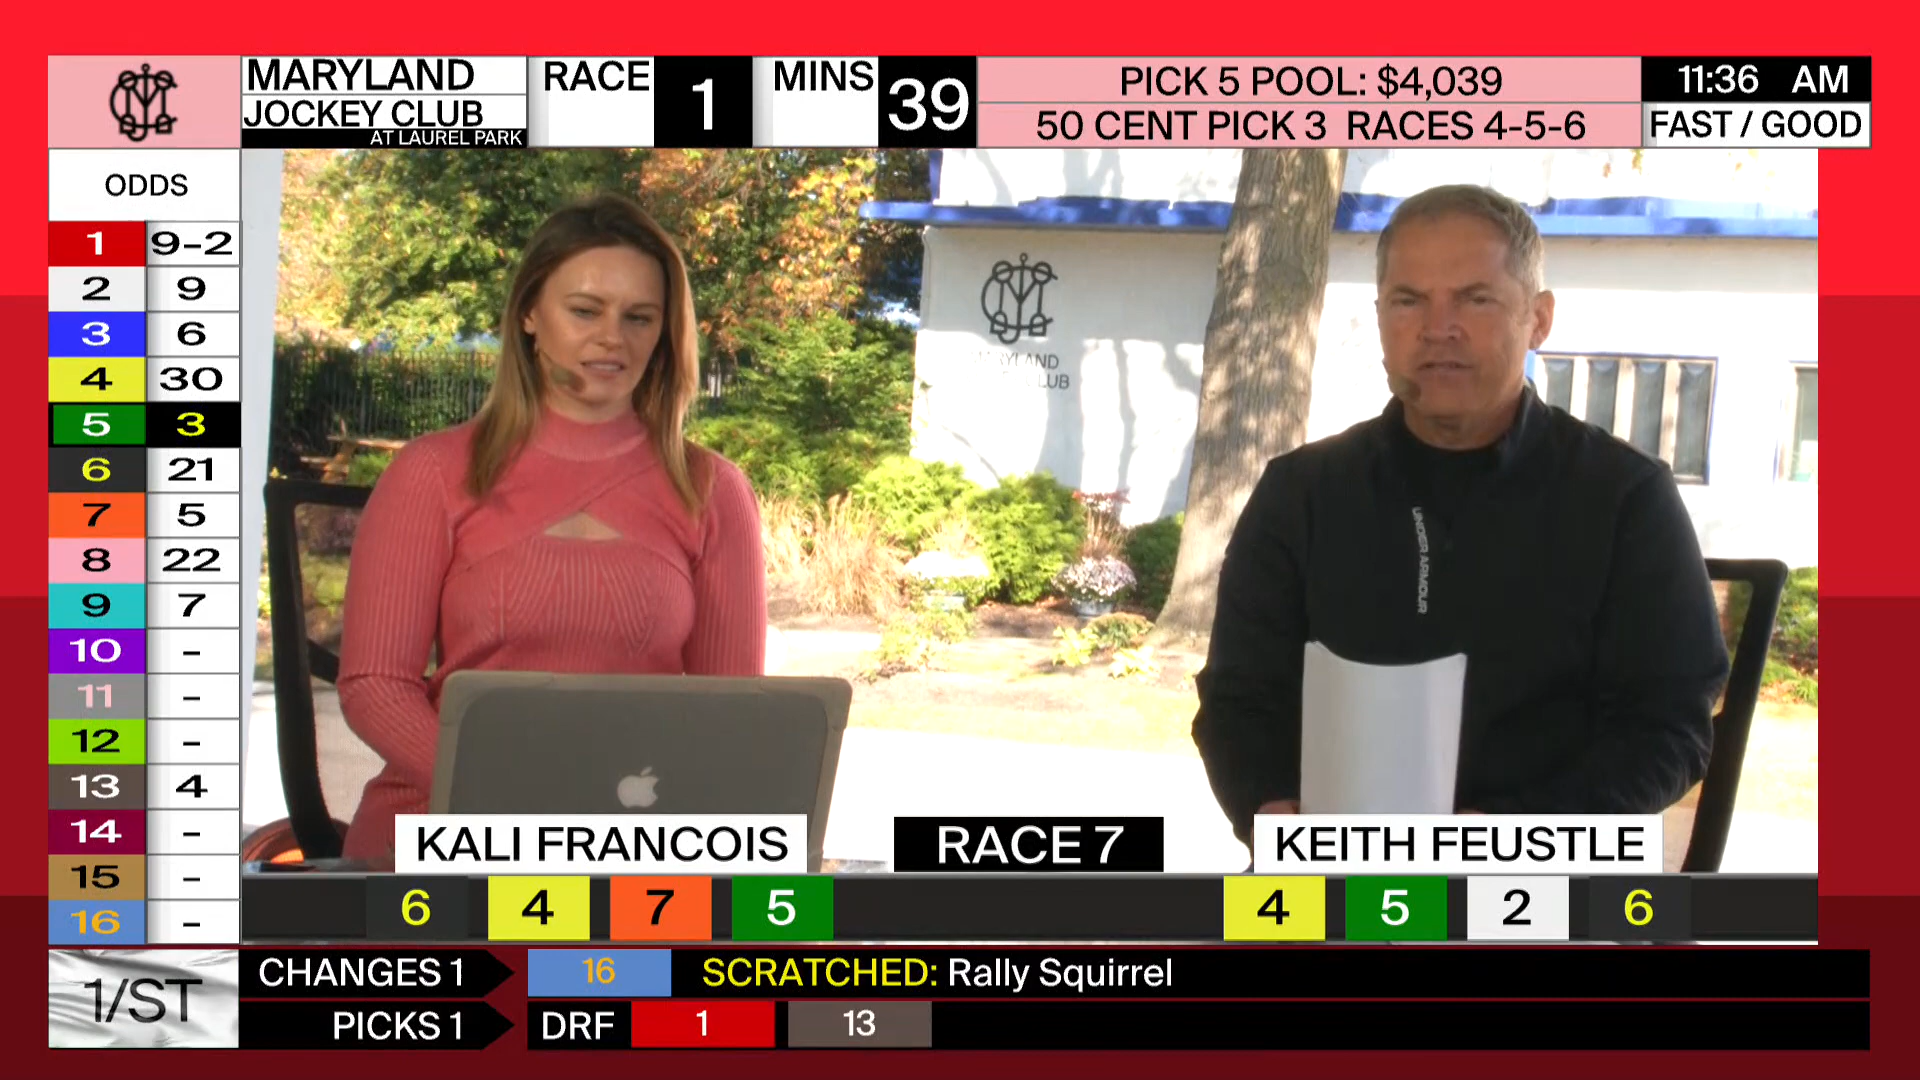 MARYLAND
JOCKEY CLUB
AT LAUREL PARK
RACE 1
MINS 39
PICK 5 POOL: $4,039
50 CENT PICK 3 RACES 4-5-6
11:36 AM
FAST / GOOD
ODDS
1 9-2
2 9
3 6
4 30
5 3
6 21
7 5
8 22
9 7
10 -
11 -
12 -
13 4
14 -
15 -
16 -
UNDER ARMOUR
KALI FRANCOIS
RACE 7
KEITH FEUSTLE
6 4 7 5
4 5 2 6
1/ST
CHANGES 1
16 SCRATCHED: Rally Squirrel
PICKS 1
DRF 1 13